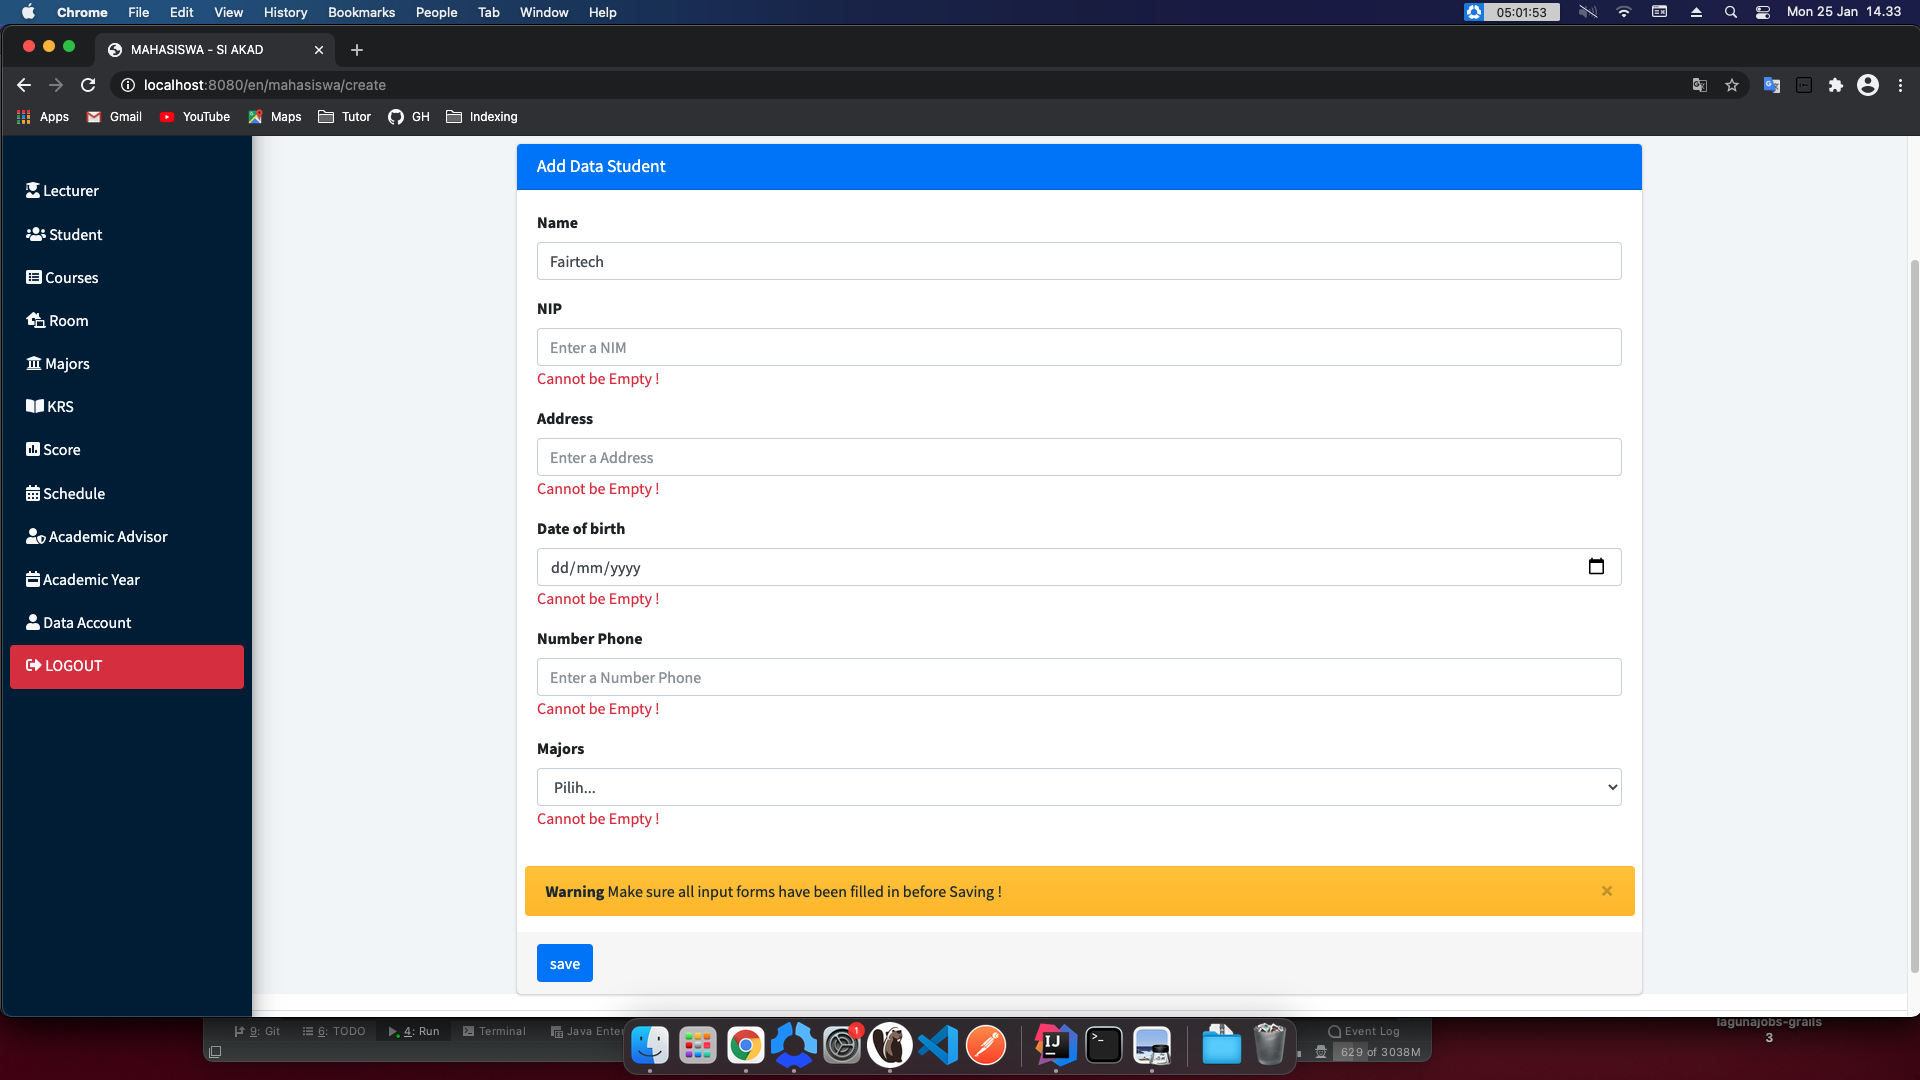 Chrome File Edit View History Bookmarks People Tab Window Help 05:01:53 Mon 25 Jan 14.33
MAHASISWA - SI AKAD
localhost:8080/en/mahasiswa/create
Apps Gmail YouTube Maps Tutor GH Indexing
Lecturer
Student
Courses
Room
Majors
KRS
Score
Schedule
Academic Advisor
Academic Year
Data Account
LOGOUT
Add Data Student
Name
Fairtech
NIP
Enter a NIM
Cannot be Empty !
Address
Enter a Address
Cannot be Empty !
Date of birth
dd/mm/yyyy
Cannot be Empty !
Number Phone
Enter a Number Phone
Cannot be Empty !
Majors
Pilih...
Cannot be Empty !
Warning Make sure all input forms have been filled in before Saving !
save
9: Git 6: TODO 4: Run Terminal Java Enter Event Log
1
IJ
629 of 3038M
lagunajobs-grails
3